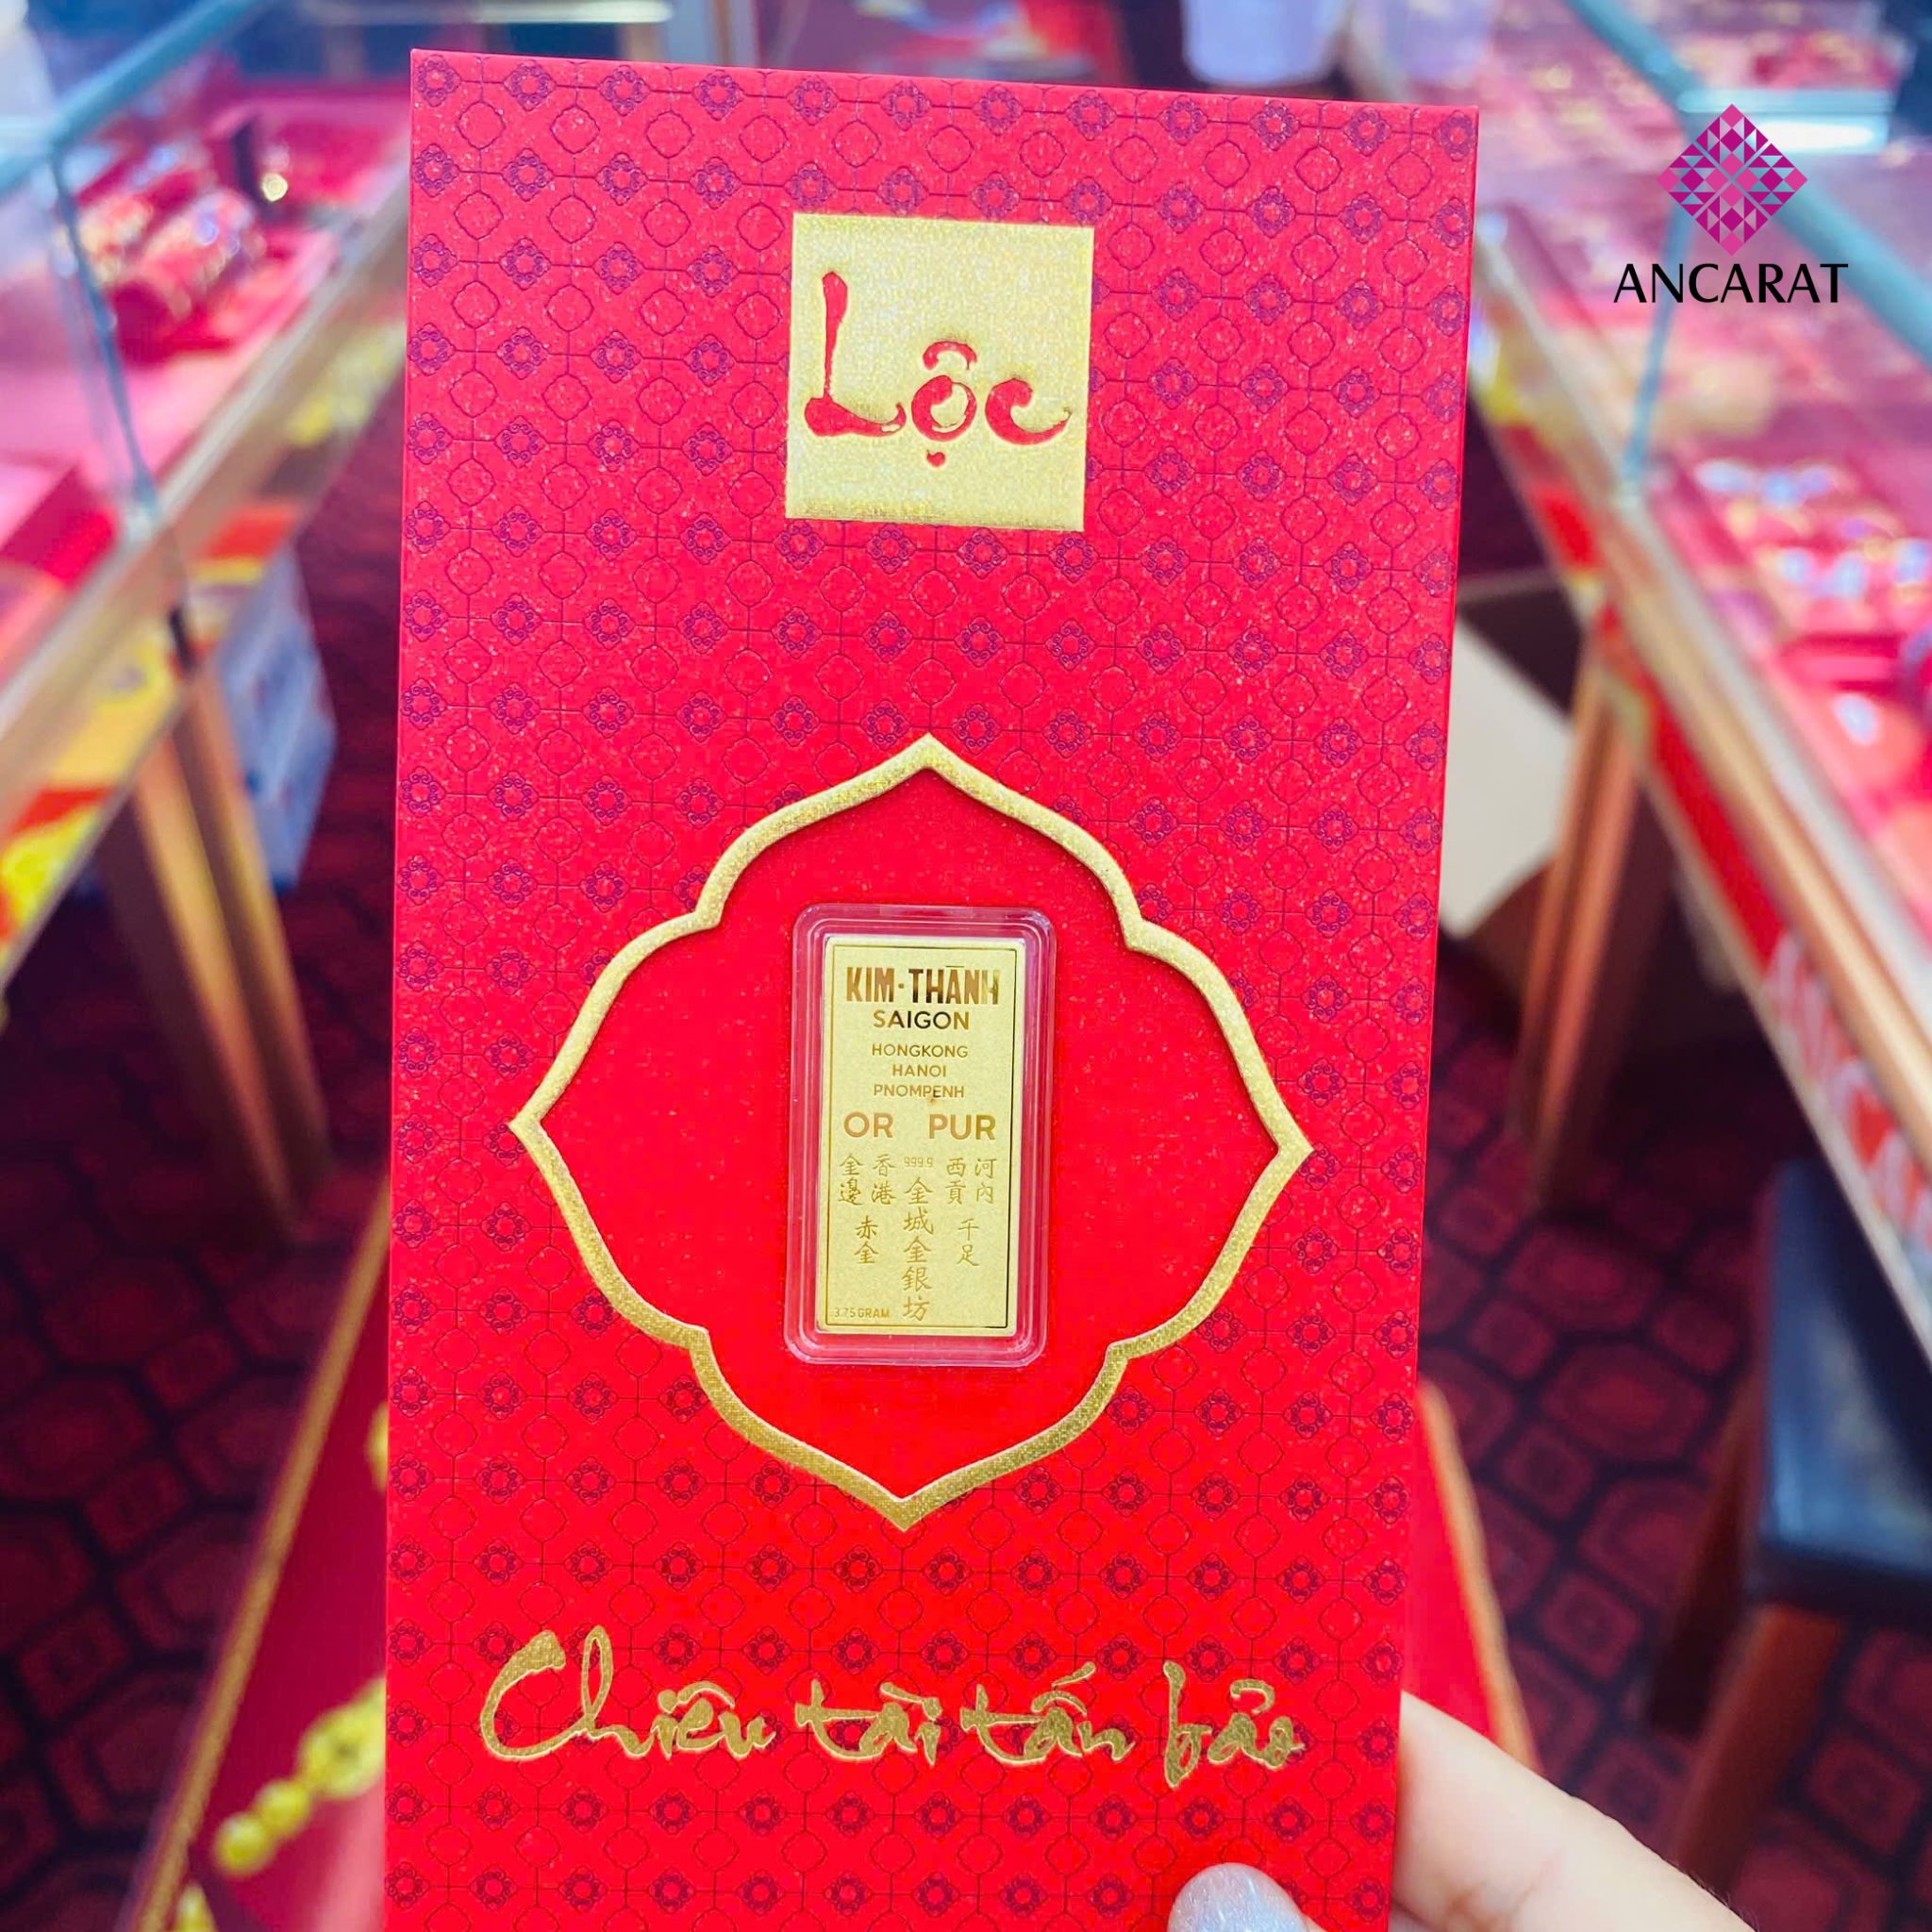 ANCARAT
Lộc
KIM·THÀNH
SAIGON
HONGKONG
HANOI
PNOMPENH
OR PUR
999.9
河內
西貢
金城金銀坊
香港
金邊
千足
赤金
3.75 GRAM
Chiêu tài tấn bảo